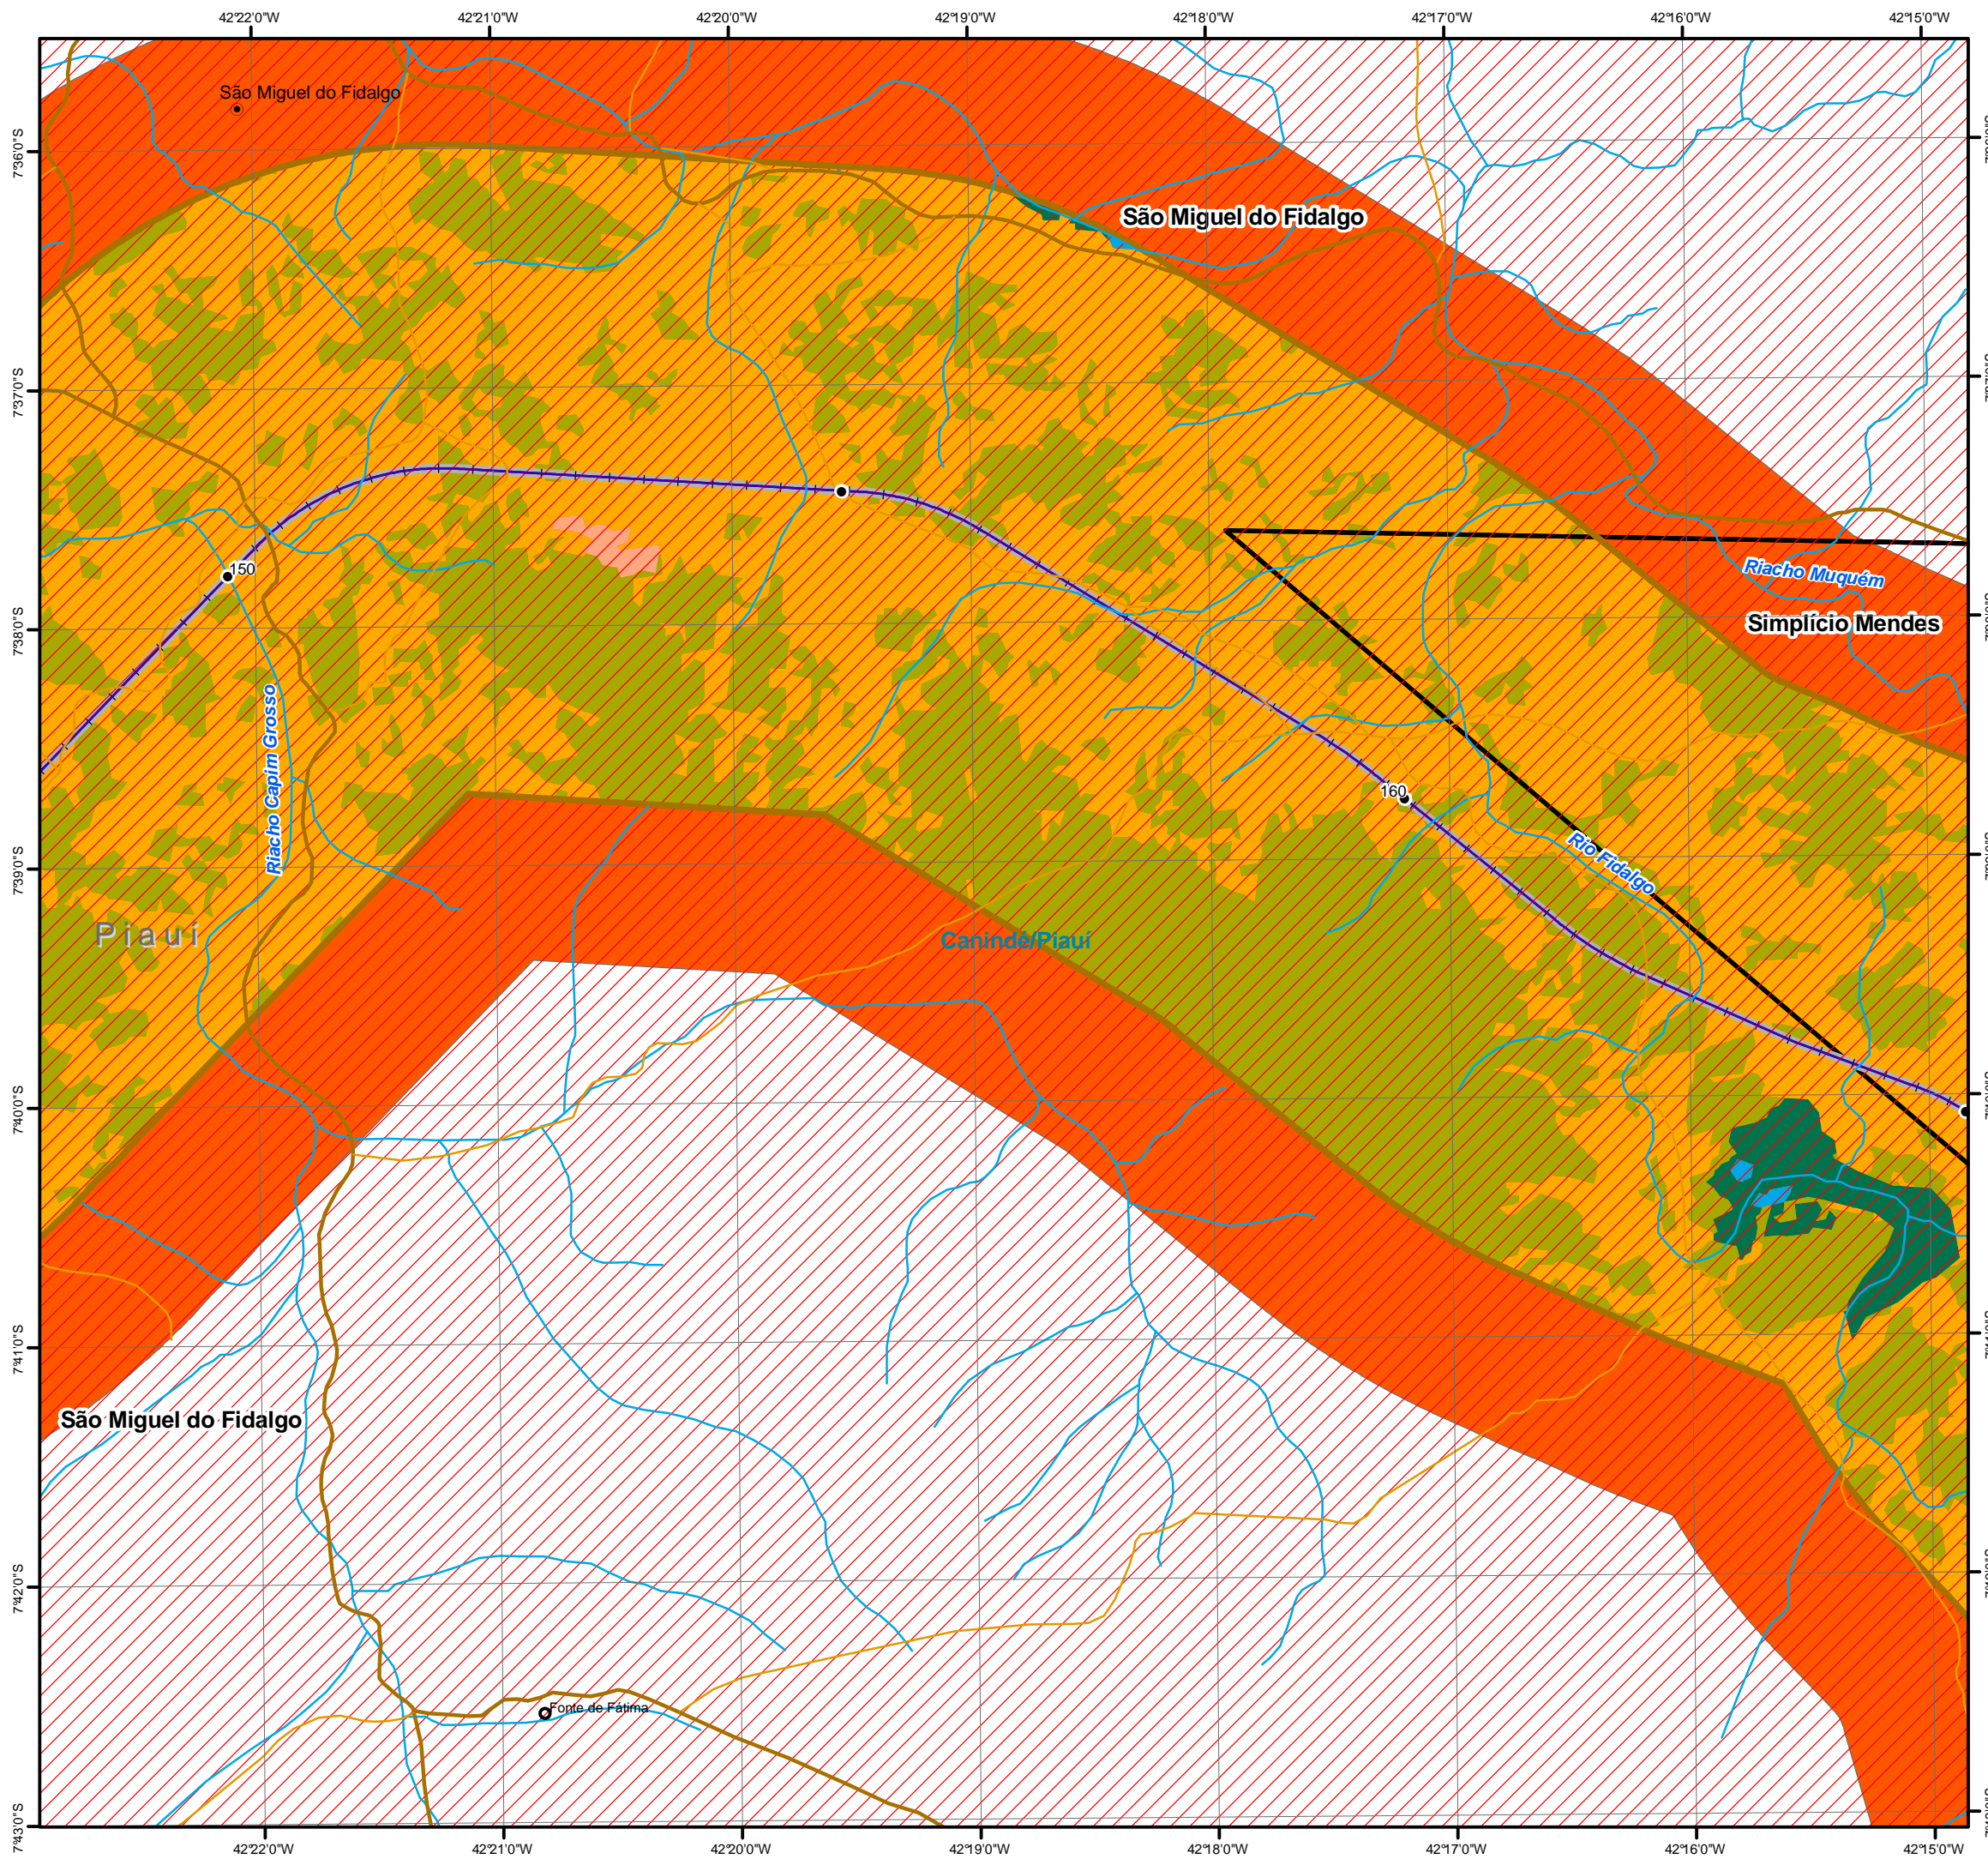 42°22'0"W 42°21'0"W 42°20'0"W 42°19'0"W 42°18'0"W 42°17'0"W 42°16'0"W 42°15'0"W
São Miguel do Fidalgo
7°36'0"S
São Miguel do Fidalgo
7°37'0"S
150
Riacho Muquém
Simplício Mendes
7°38'0"S
Riacho Capim Grosso
160
Rio Fidalgo
7°39'0"S
Piauí
Canindé/Piauí
7°40'0"S
7°41'0"S
São Miguel do Fidalgo
7°42'0"S
Fonte de Fátima
7°43'0"S
42°22'0"W 42°21'0"W 42°20'0"W 42°19'0"W 42°18'0"W 42°17'0"W 42°16'0"W 42°15'0"W